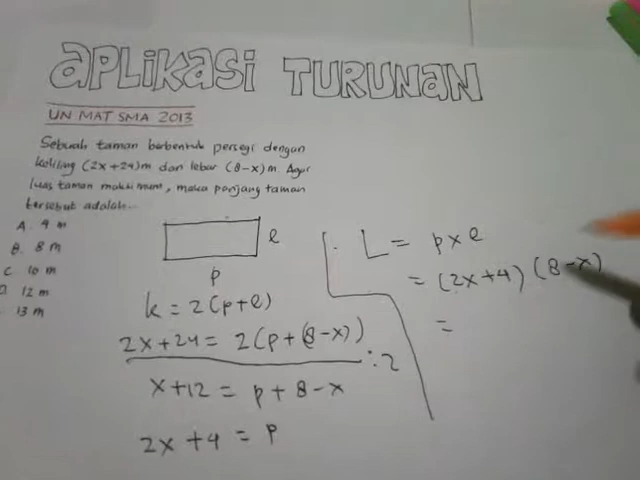 APLIKASI TURUNAN
UN MAT SMA 2013
Sebuah taman berbentuk persegi dengan
keliling (2x+24)m dan lebar (8-x)m. Agar
luas taman maksimum, maka panjang taman
tersebut adalah...
A. 4 m
B. 8 m
C. 10 m
D. 12 m
13 m
l
p
k = 2(p+l)
2x+24 = 2(p+(8-x))
:2
x+12 = p+8-x
2x+4 = p
L = p x l
= (2x+4) (8-x)
=